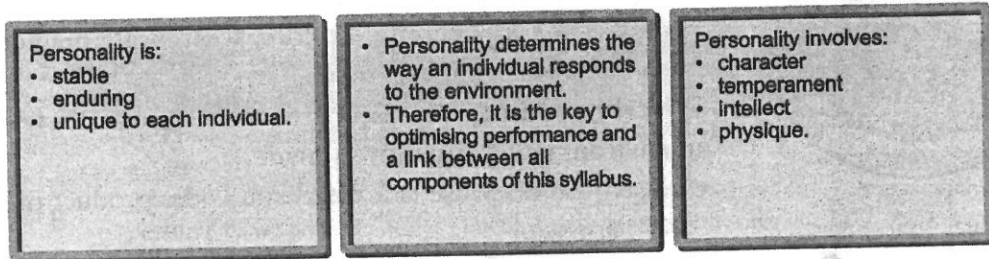 Personality is:
• stable
• enduring
• unique to each individual.
• Personality determines the
way an individual responds
to the environment.
• Therefore, it is the key to
optimising performance and
a link between all
components of this syllabus.
Personality involves:
• character
• temperament
• intellect
• physique.